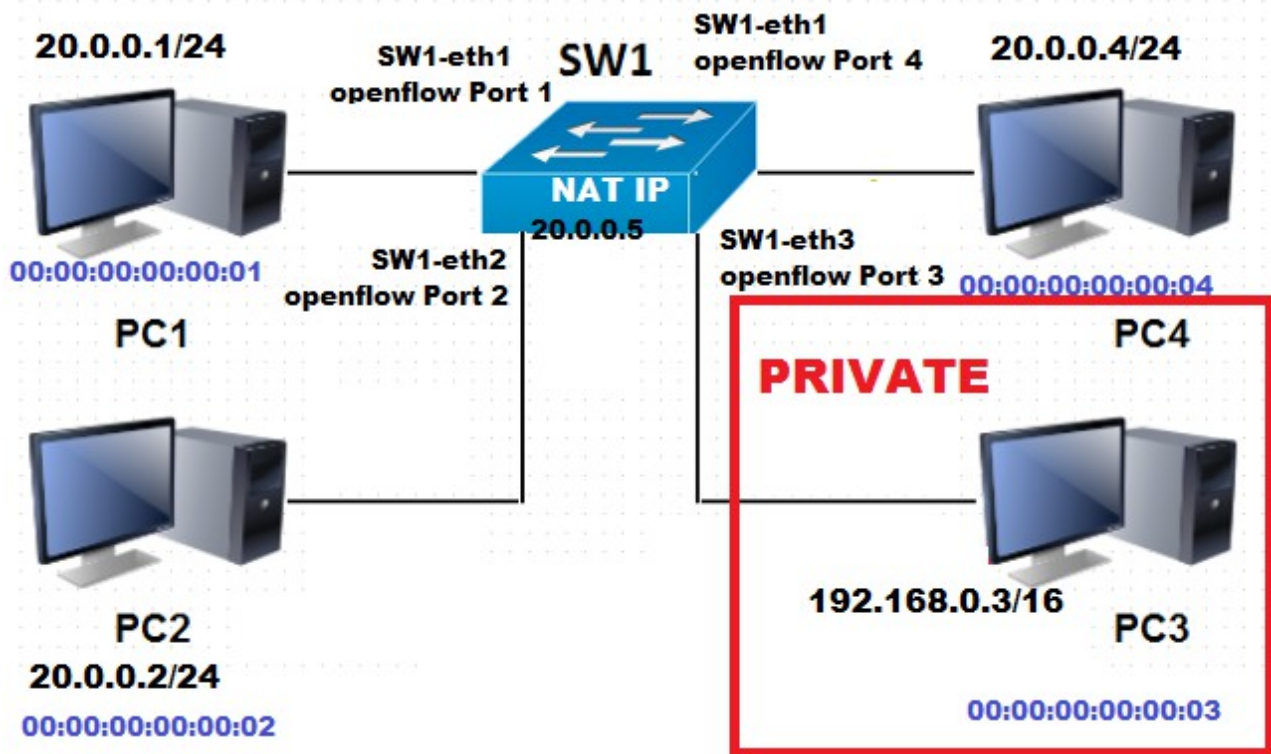 20.0.0.1/24
SW1-eth1
openflow Port 1
SW1
SW1-eth1
openflow Port 4
20.0.0.4/24
NAT IP
20.0.0.5
00:00:00:00:00:01
PC1
SW1-eth2
openflow Port 2
SW1-eth3
openflow Port 3
00:00:00:00:00:04
PC4
PRIVATE
PC2
20.0.0.2/24
00:00:00:00:00:02
192.168.0.3/16
PC3
00:00:00:00:00:03